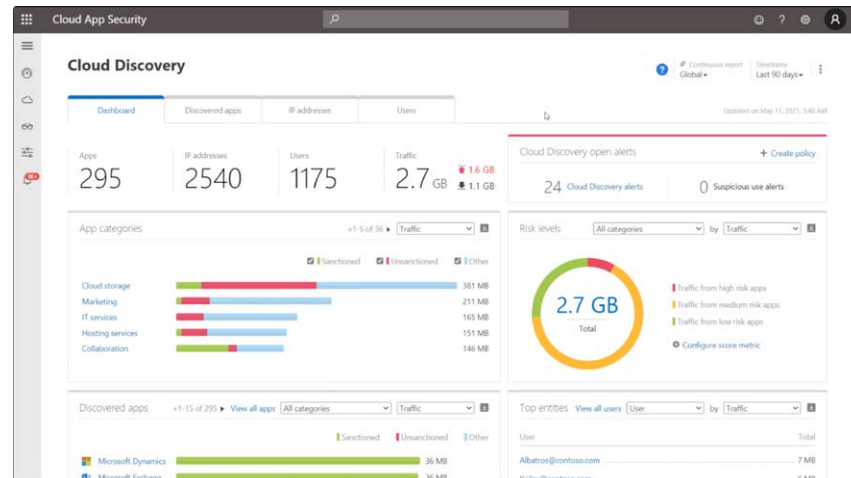 Cloud App Security
Cloud Discovery
? Continuous report Timeframe
Global Last 90 days
Dashboard Discovered apps IP addresses Users
Updated on May 11, 2021, 5:48 AM
Apps IP addresses Users Traffic
295 2540 1175 2.7 GB
1.6 GB
1.1 GB
Cloud Discovery open alerts + Create policy
24 Cloud Discovery alerts 0 Suspicious use alerts
App categories 1-5 of 36 Traffic
Sanctioned Unsanctioned Other
Cloud storage 381 MB
Marketing 211 MB
IT services 165 MB
Hosting services 151 MB
Collaboration 146 MB
Risk levels All categories by Traffic
2.7 GB
Total
Traffic from high risk apps
Traffic from medium risk apps
Traffic from low risk apps
Configure score metric
Discovered apps 1-15 of 295 View all apps All categories Traffic
Sanctioned Unsanctioned Other
Microsoft Dynamics 36 MB
Microsoft Exchang 36 MB
Top entities View all users User by Traffic
User Total
Albatros@contoso.com 7 MB
6 MB